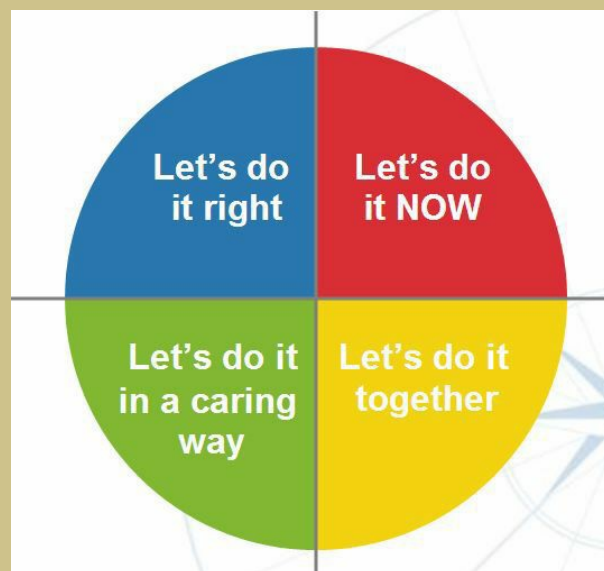 Let’s do
it right
Let’s do
it NOW
Let’s do it
in a caring
way
Let’s do it
together